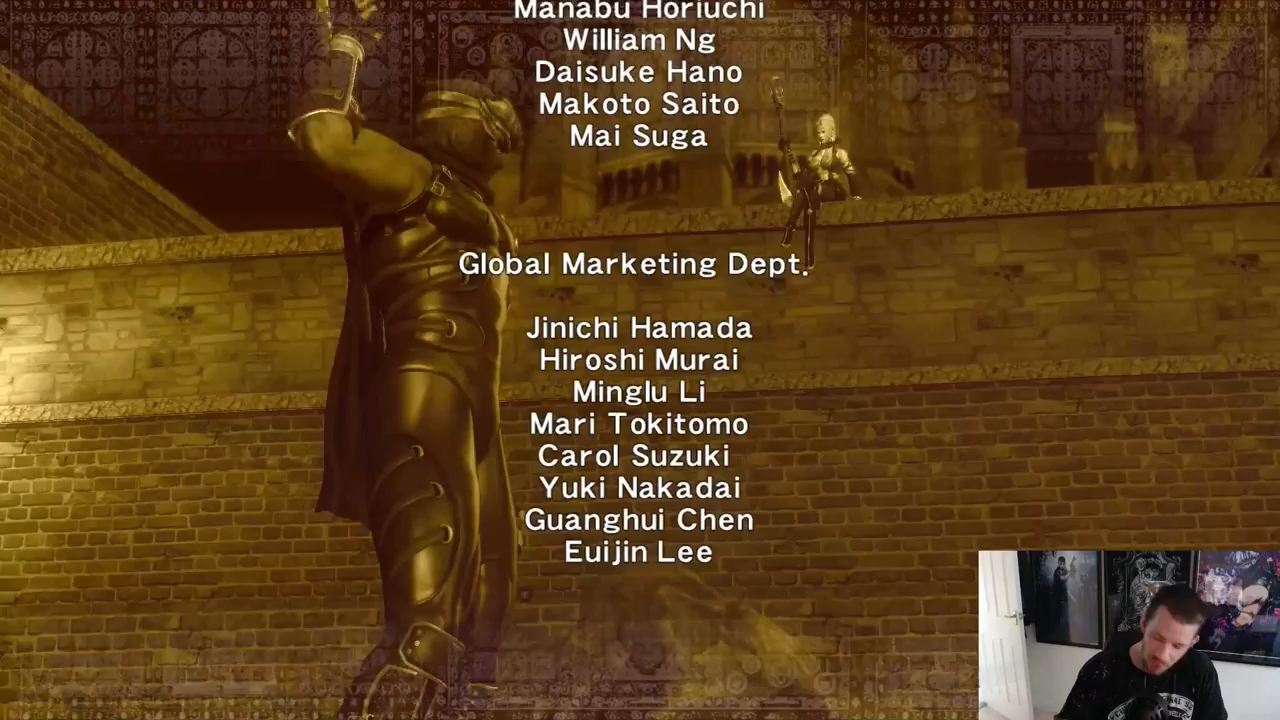 Manabu Horiuchi
William Ng
Daisuke Hano
Makoto Saito
Mai Suga
Global Marketing Dept.
Jinichi Hamada
Hiroshi Murai
Minglu Li
Mari Tokitomo
Carol Suzuki
Yuki Nakadai
Guanghui Chen
Euijin Lee